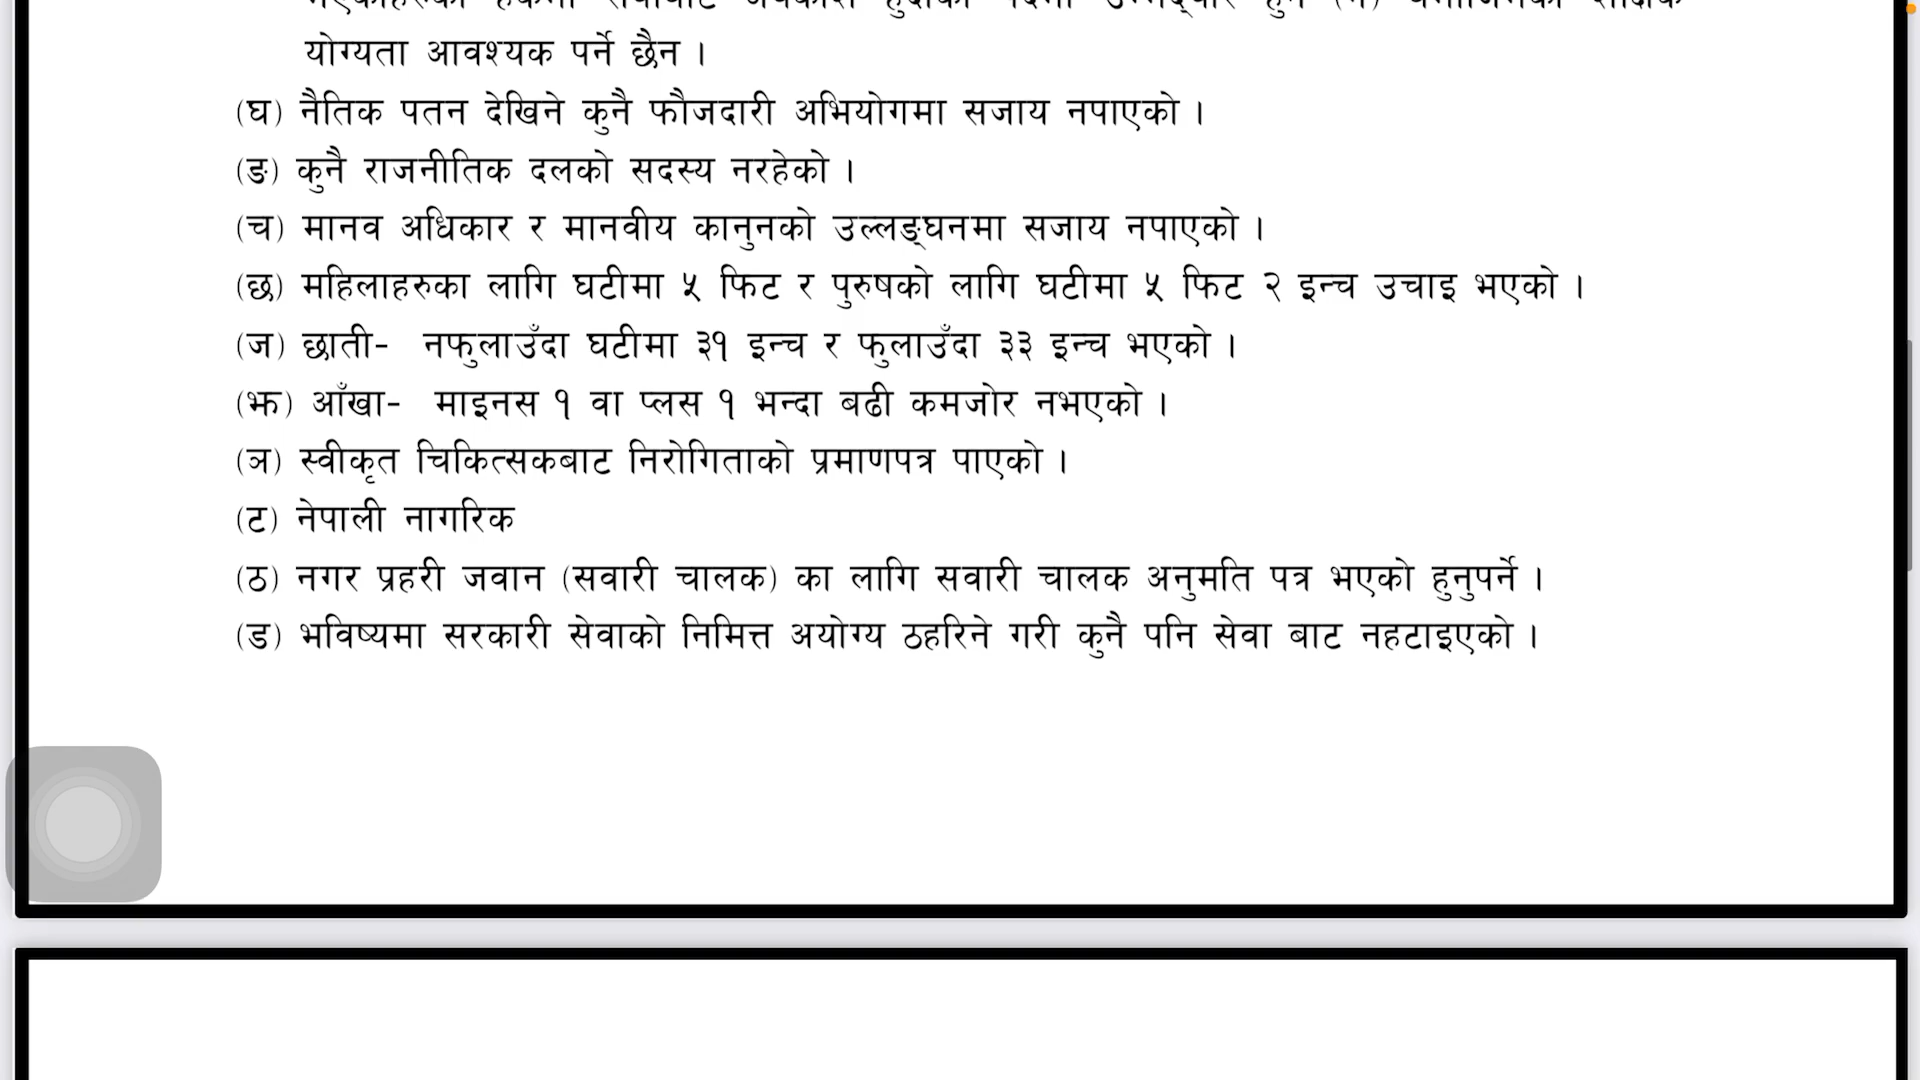 योग्यता आवश्यक पर्ने छैन ।
(घ) नैतिक पतन देखिने कुनै फौजदारी अभियोगमा सजाय नपाएको ।
(ङ) कुनै राजनीतिक दलको सदस्य नरहेको ।
(च) मानव अधिकार र मानवीय कानुनको उल्लङ्घनमा सजाय नपाएको ।
(छ) महिलाहरुका लागि घटीमा ५ फिट र पुरुषको लागि घटीमा ५ फिट २ इन्च उचाइ भएको ।
(ज) छाती- नफुलाउँदा घटीमा ३१ इन्च र फुलाउँदा ३३ इन्च भएको ।
(झ) आँखा- माइनस १ वा प्लस १ भन्दा बढी कमजोर नभएको ।
(ञ) स्वीकृत चिकित्सकबाट निरोगिताको प्रमाणपत्र पाएको ।
(ट) नेपाली नागरिक
(ठ) नगर प्रहरी जवान (सवारी चालक) का लागि सवारी चालक अनुमति पत्र भएको हुनुपर्ने ।
(ड) भविष्यमा सरकारी सेवाको निमित्त अयोग्य ठहरिने गरी कुनै पनि सेवा बाट नहटाइएको ।